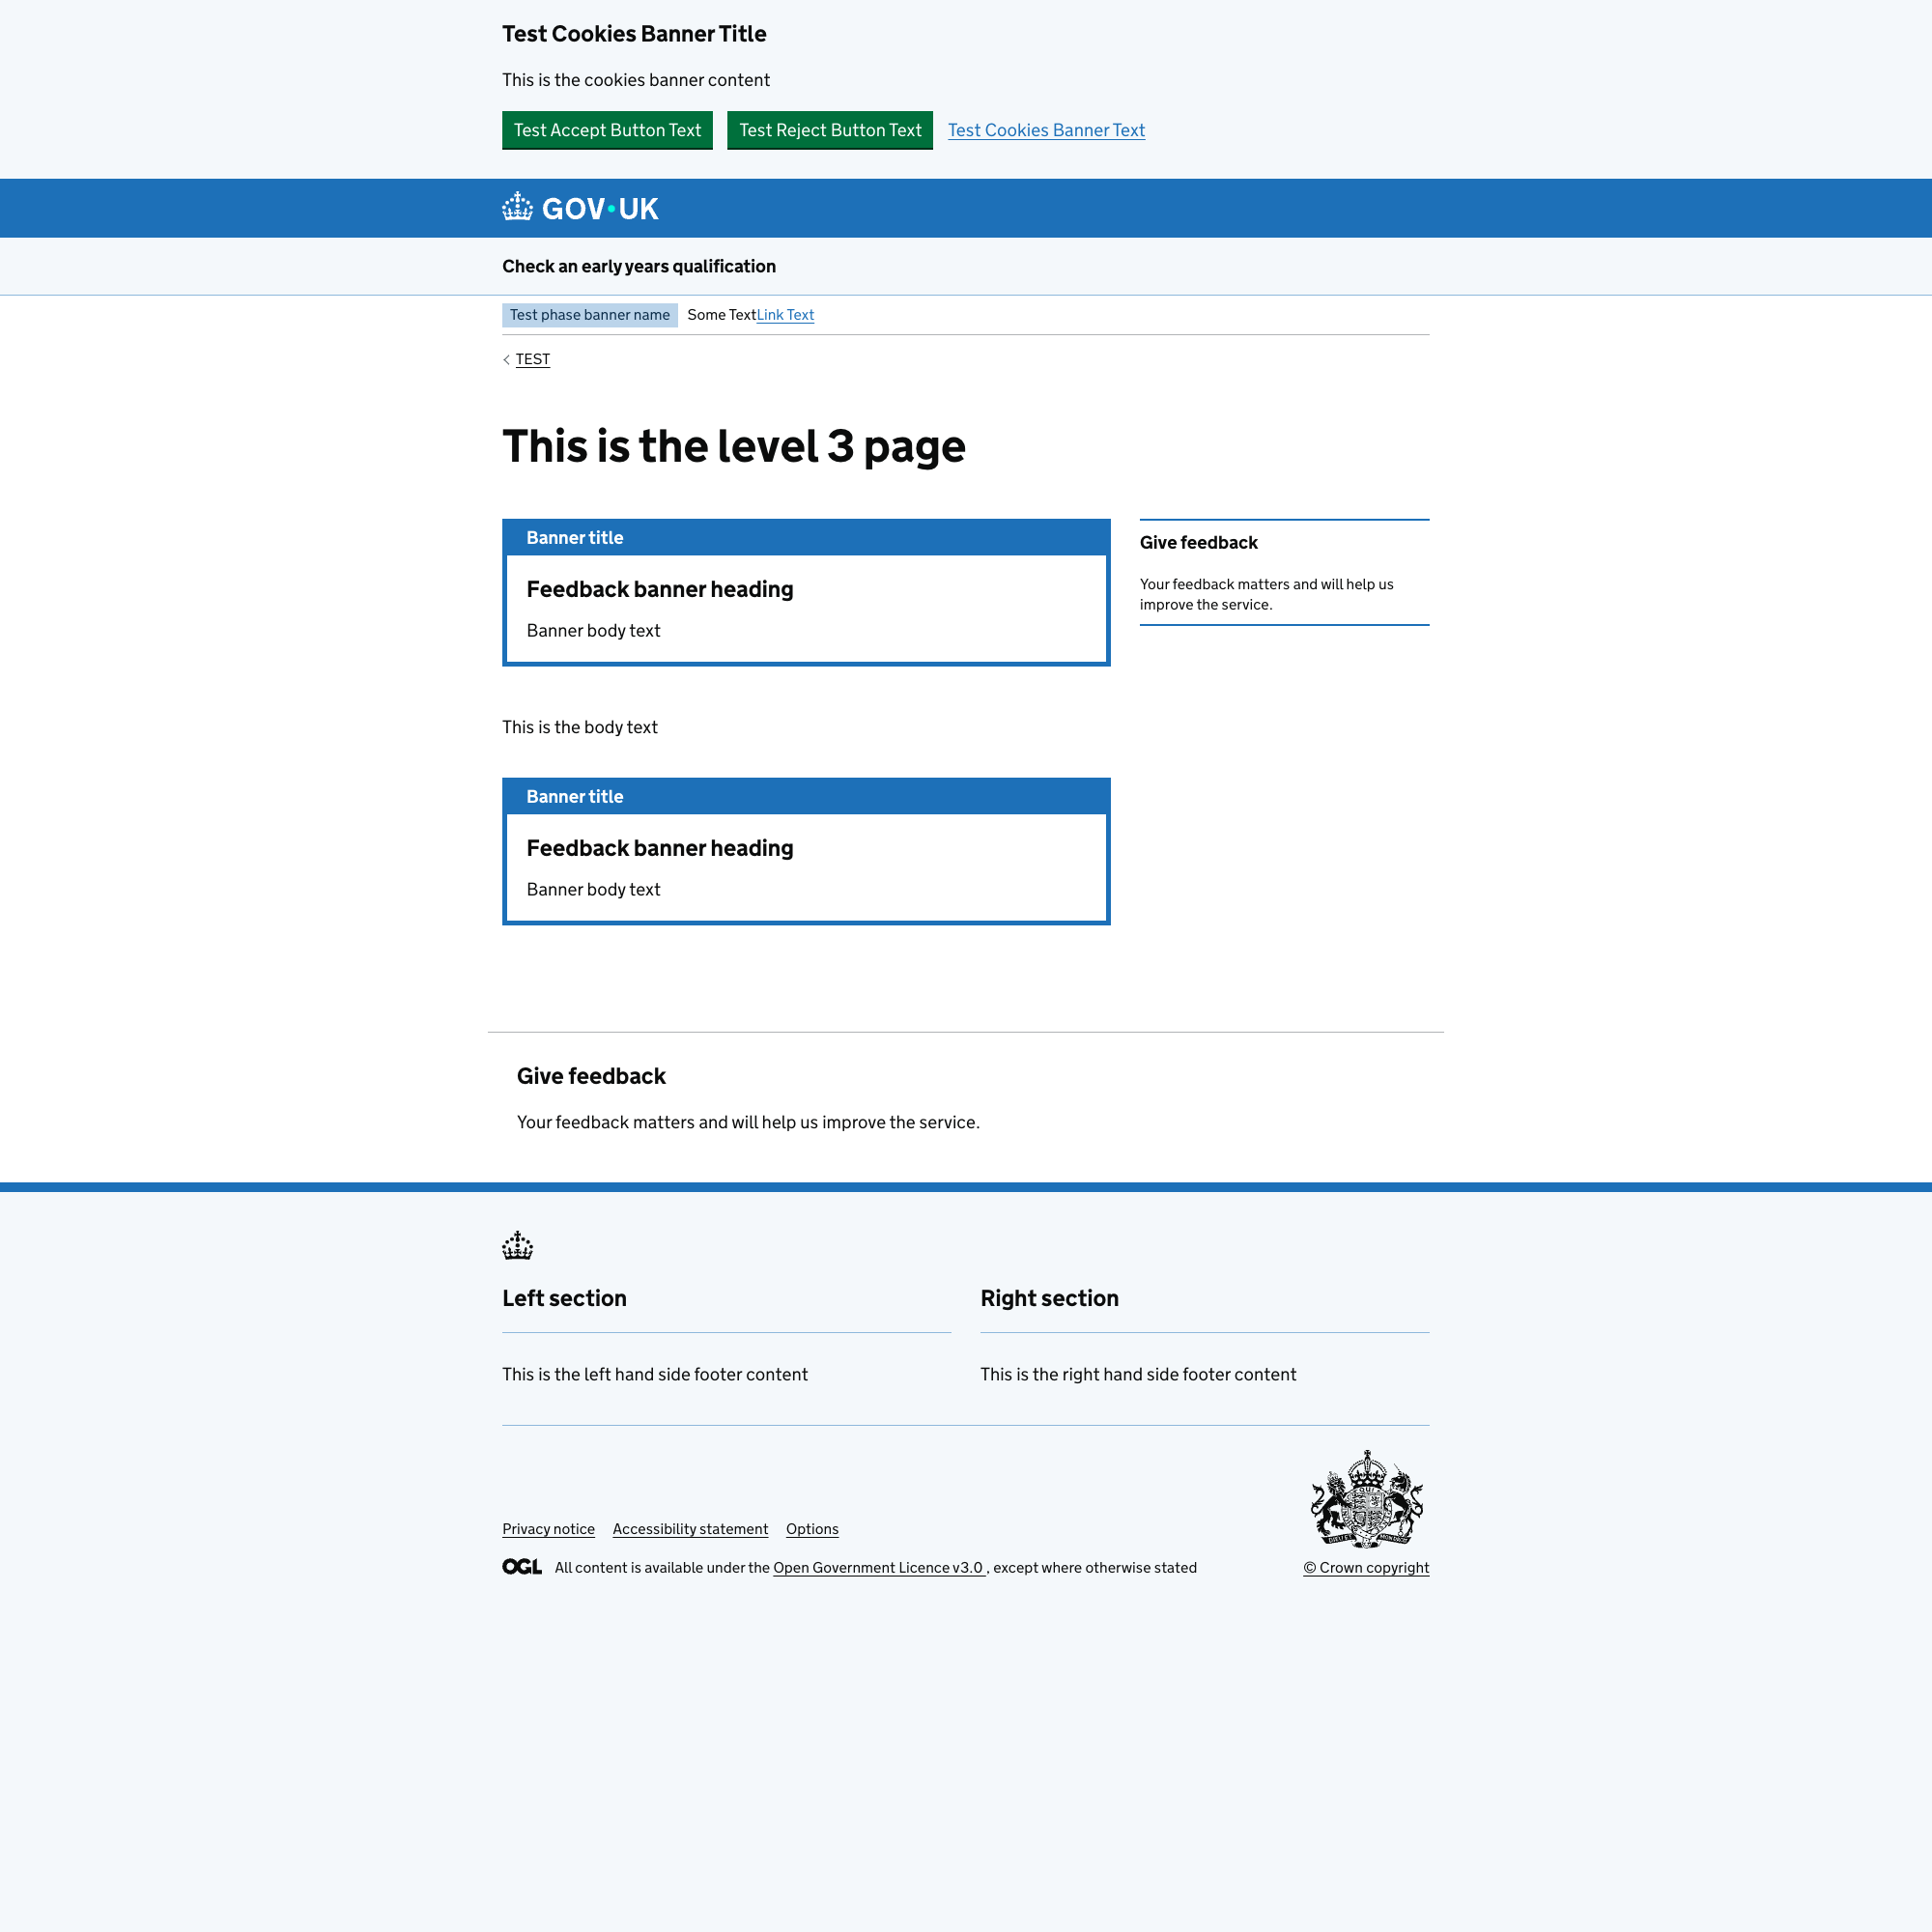 Test Cookies Banner Title
This is the cookies banner content
Test Accept Button Text
Test Reject Button Text
Test Cookies Banner Text
GOV·UK
Check an early years qualification
Test phase banner name
Some TextLink Text
TEST
This is the level 3 page
Banner title
Feedback banner heading
Banner body text
Give feedback
Your feedback matters and will help us
improve the service.
This is the body text
Banner title
Feedback banner heading
Banner body text
Give feedback
Your feedback matters and will help us improve the service.
Left section
This is the left hand side footer content
Right section
This is the right hand side footer content
Privacy notice
Accessibility statement
Options
OGL
All content is available under the Open Government Licence v3.0 , except where otherwise stated
© Crown copyright